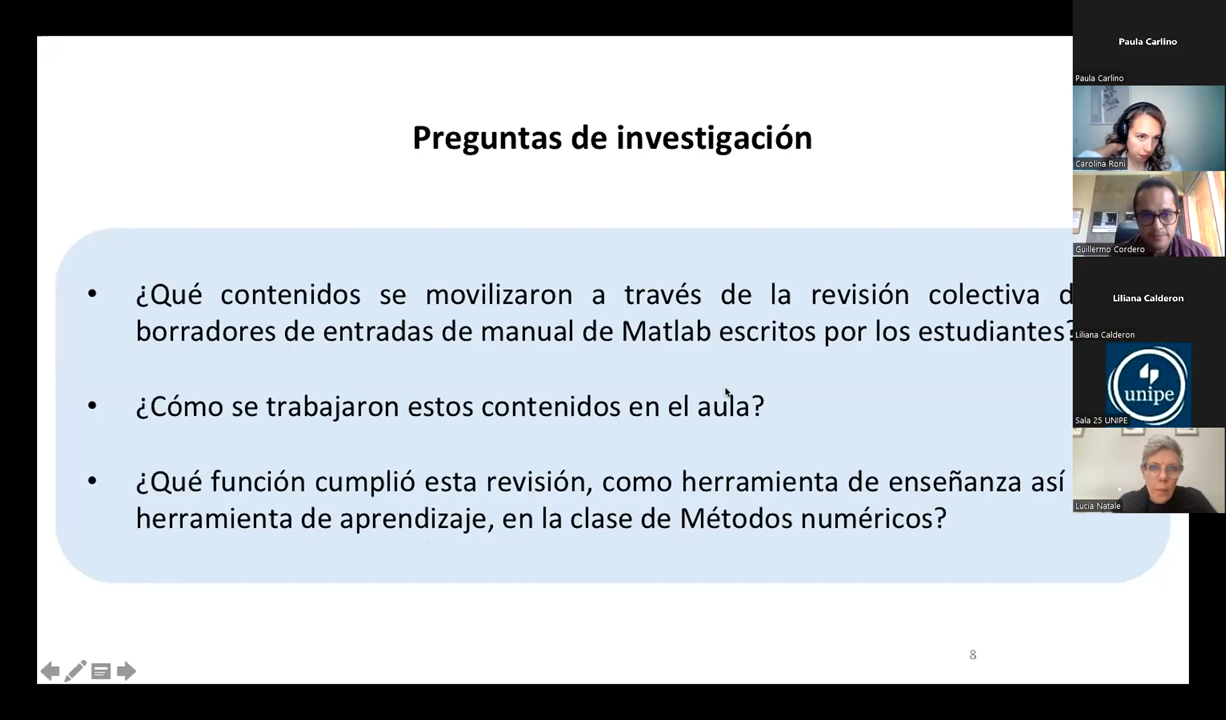 Preguntas de investigación
• ¿Qué contenidos se movilizaron a través de la revisión colectiva
borradores de entradas de manual de Matlab escritos por los estudiantes?
• ¿Cómo se trabajaron estos contenidos en el aula?
• ¿Qué función cumplió esta revisión, como herramienta de enseñanza así
herramienta de aprendizaje, en la clase de Métodos numéricos?
8
Paula Carlino
Paula Carlino
Carolina Roni
Guillermo Cordero
Liliana Calderon
Liliana Calderon
unipe
Sala 25 UNIPE
Lucía Natale